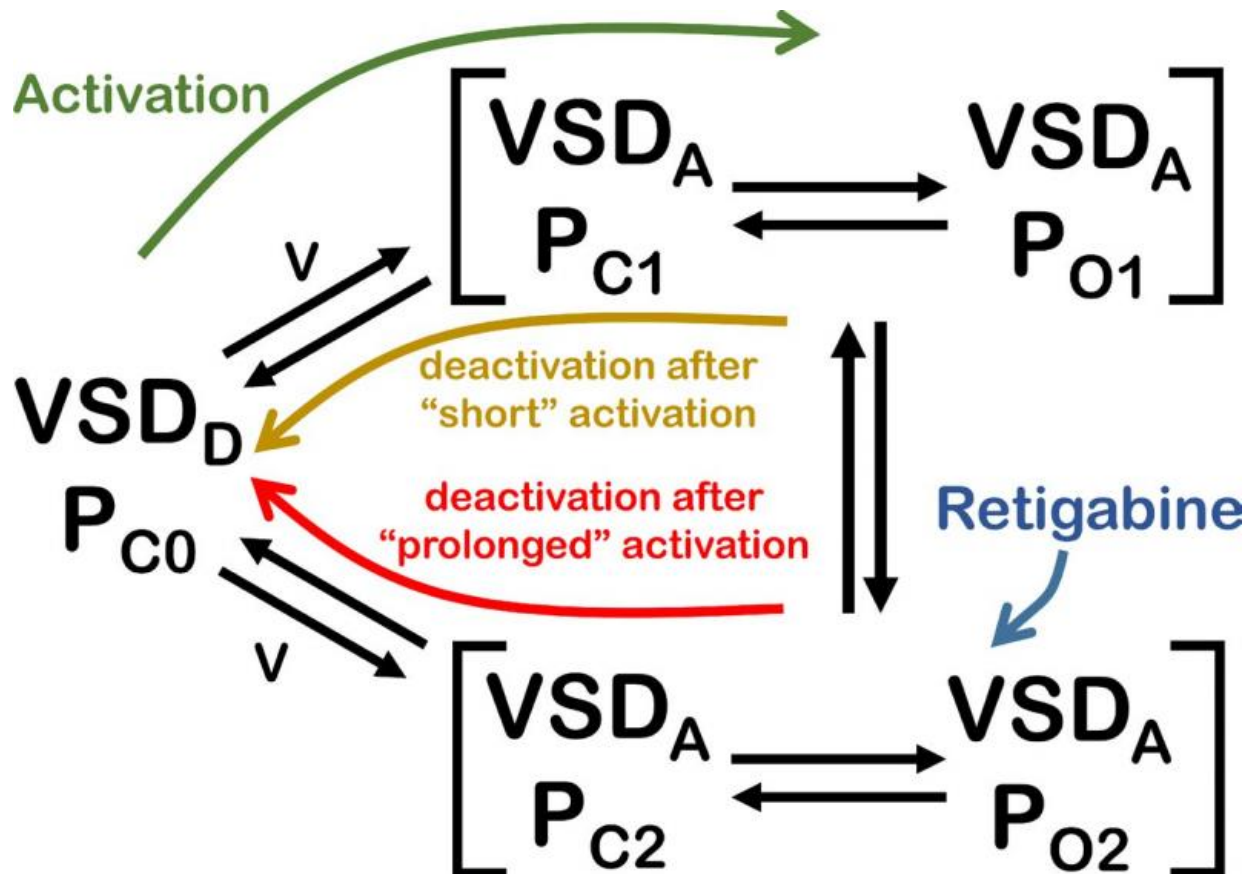 Activation
VSDA
PC1
VSDA
PO1
V
deactivation after
“short” activation
VSDD
PC0
deactivation after
“prolonged” activation
Retigabine
V
VSDA
PC2
VSDA
PO2